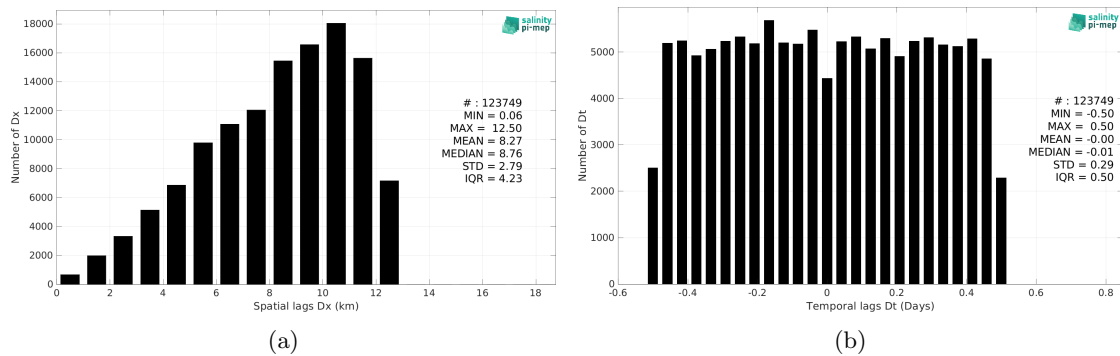 18000
16000
14000
12000
10000
8000
6000
4000
2000
0
Number of Dx
0 2 4 6 8 10 12 14 16 18
Spatial lags Dx (km)
salinity
pi-mep
# : 123749
MIN = 0.06
MAX = 12.50
MEAN = 8.27
MEDIAN = 8.76
STD = 2.79
IQR = 4.23
(a)
5000
4000
3000
2000
1000
0
Number of Dt
-0.6 -0.4 -0.2 0 0.2 0.4 0.6 0.8
Temporal lags Dt (Days)
salinity
pi-mep
# : 123749
MIN = -0.50
MAX = 0.50
MEAN = -0.00
MEDIAN = -0.01
STD = 0.29
IQR = 0.50
(b)